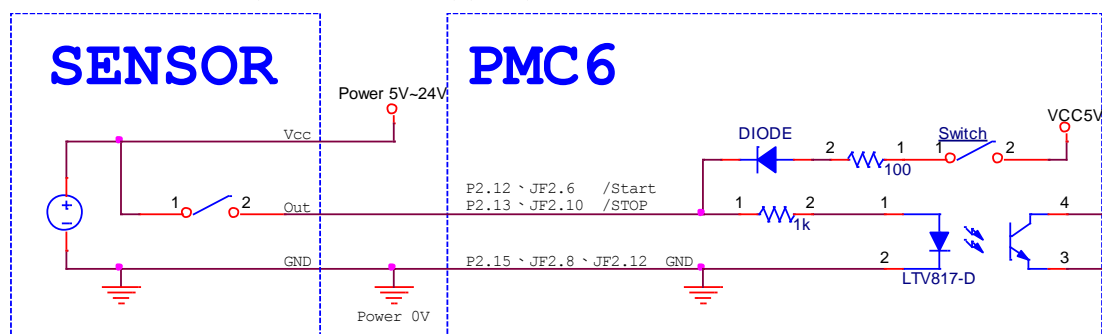 SENSOR
PMC6
Power 5V~24V
VCC5V
Vcc
DIODE
Switch
2
1
1
2
100
P2.12、JF2.6 /Start
P2.13、JF2.10 /STOP
1
2
Out
1
2
1k
1
4
GND
P2.15、JF2.8、JF2.12 GND
2
3
LTV817-D
Power 0V